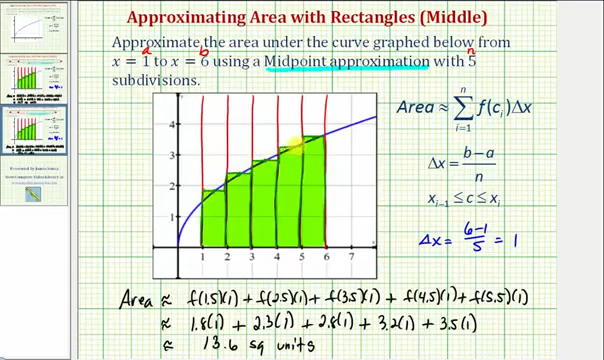 Approximating Area with Rectangles (Middle)
Approximate the area under the curve graphed below from
a b n
x = 1 to x = 6 using a Midpoint approximation with 5
subdivisions.
Area ≈ ∑ⁿᵢ₌₁ f(cᵢ)Δx
Δx = (b−a)/n
xᵢ₋₁ ≤ c ≤ xᵢ
Δx = (6-1)/5 = 1
4
3
2
1
1 2 3 4 5 6 7
Area ≈ f(1.5)(1) + f(2.5)(1) + f(3.5)(1) + f(4.5)(1) + f(5.5)(1)
≈ 1.8(1) + 2.3(1) + 2.8(1) + 3.2(1) + 3.5(1)
≈ 13.6 sq units